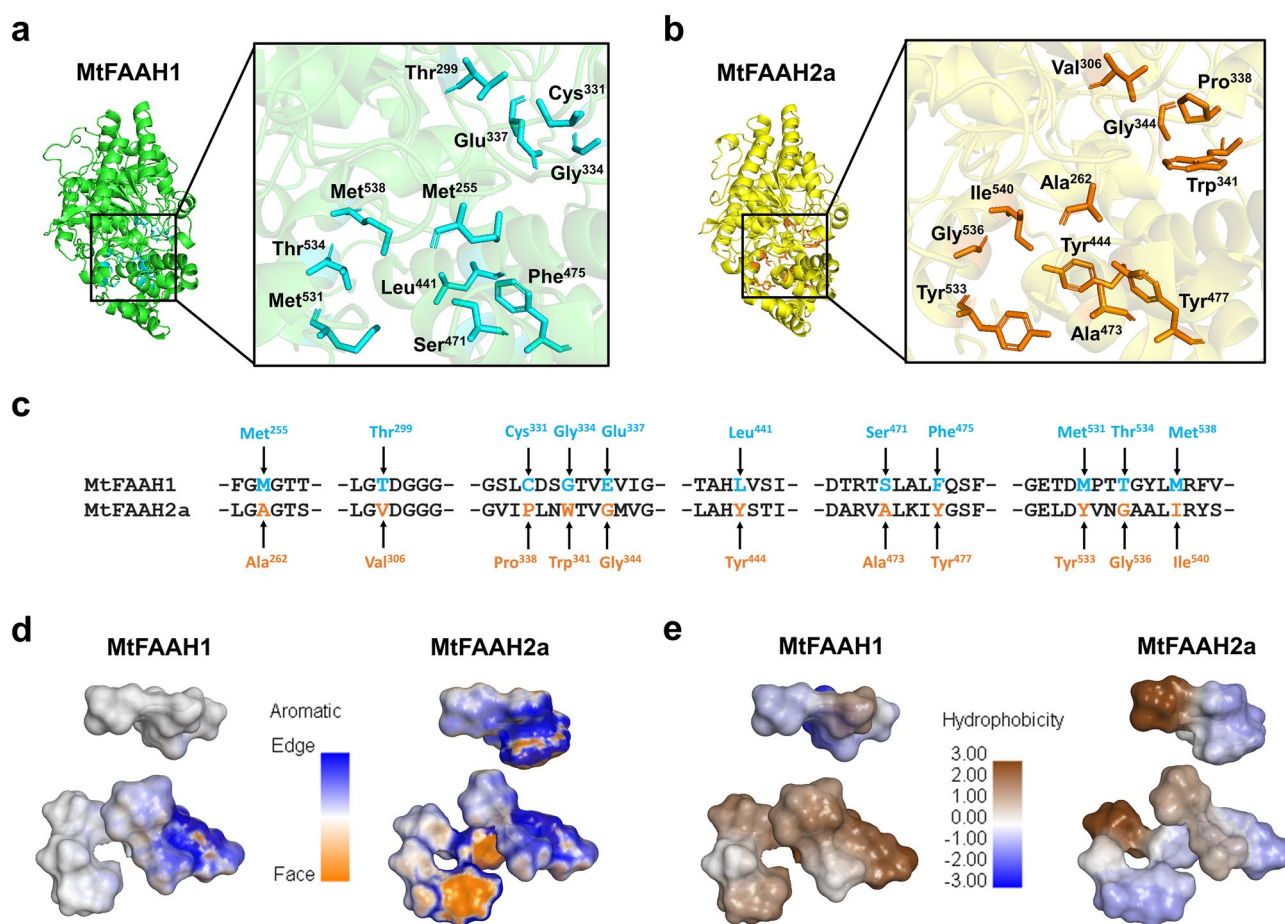 a
MtFAAH1
Thr²⁹⁹
Cys³³¹
Glu³³⁷
Gly³³⁴
Met⁵³⁸
Met²⁵⁵
Thr⁵³⁴
Leu⁴⁴¹
Phe⁴⁷⁵
Met⁵³¹
Ser⁴⁷¹
b
MtFAAH2a
Val³⁰⁶
Pro³³⁸
Gly³⁴⁴
Trp³⁴¹
Ala²⁶²
Ile⁵⁴⁰
Gly⁵³⁶
Tyr⁴⁴⁴
Tyr⁵³³
Tyr⁴⁷⁷
Ala⁴⁷³
c
Met²⁵⁵ Thr²⁹⁹ Cys³³¹ Gly³³⁴ Glu³³⁷ Leu⁴⁴¹ Ser⁴⁷¹ Phe⁴⁷⁵ Met⁵³¹ Thr⁵³⁴ Met⁵³⁸
MtFAAH1 -FGMGTT- -LGTDGGG- -GSLCDSGTVEVIG- -TAHLVSI- -DTRTSLALFQSF- -GETDMPTTGYLMRFV-
MtFAAH2a -LGAGTS- -LGVDGGG- -GVIPLNWTVGMVG- -LAHYSTI- -DARVALKIYGSF- -GELDYVNGAALIRYS-
Ala²⁶² Val³⁰⁶ Pro³³⁸ Trp³⁴¹ Gly³⁴⁴ Tyr⁴⁴⁴ Ala⁴⁷³ Tyr⁴⁷⁷ Tyr⁵³³ Gly⁵³⁶ Ile⁵⁴⁰
d
MtFAAH1
Aromatic
Edge
Face
MtFAAH2a
e
MtFAAH1
Hydrophobicity
3.00
2.00
1.00
0.00
-1.00
-2.00
-3.00
MtFAAH2a